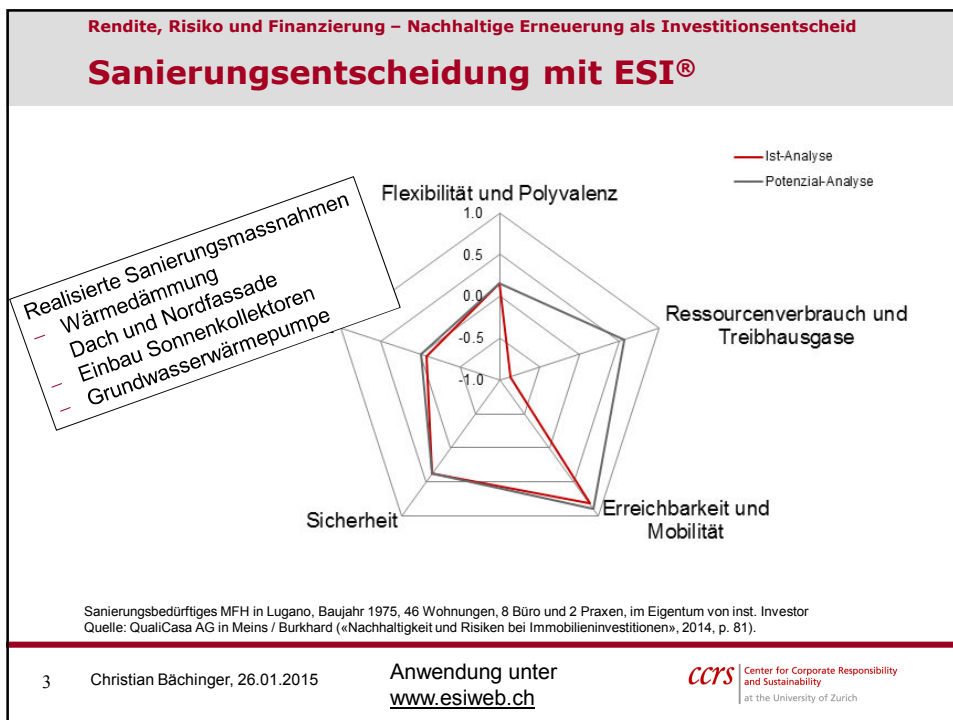 Rendite, Risiko und Finanzierung – Nachhaltige Erneuerung als Investitionsentscheid
Sanierungsentscheidung mit ESI®
Ist-Analyse
Potenzial-Analyse
Flexibilität und Polyvalenz
1.0
0.5
0.0
-0.5
-1.0
Realisierte Sanierungsmassnahmen
– Wärmedämmung
Dach und Nordfassade
– Einbau Sonnenkollektoren
– Grundwasserwärmepumpe
Ressourcenverbrauch und
Treibhausgase
Erreichbarkeit und
Mobilität
Sicherheit
Sanierungsbedürftiges MFH in Lugano, Baujahr 1975, 46 Wohnungen, 8 Büro und 2 Praxen, im Eigentum von inst. Investor
Quelle: QualiCasa AG in Meins / Burkhard («Nachhaltigkeit und Risiken bei Immobilieninvestitionen», 2014, p. 81).
3
Christian Bächinger, 26.01.2015
Anwendung unter
www.esiweb.ch
ccrs
Center for Corporate Responsibility
and Sustainability
at the University of Zurich